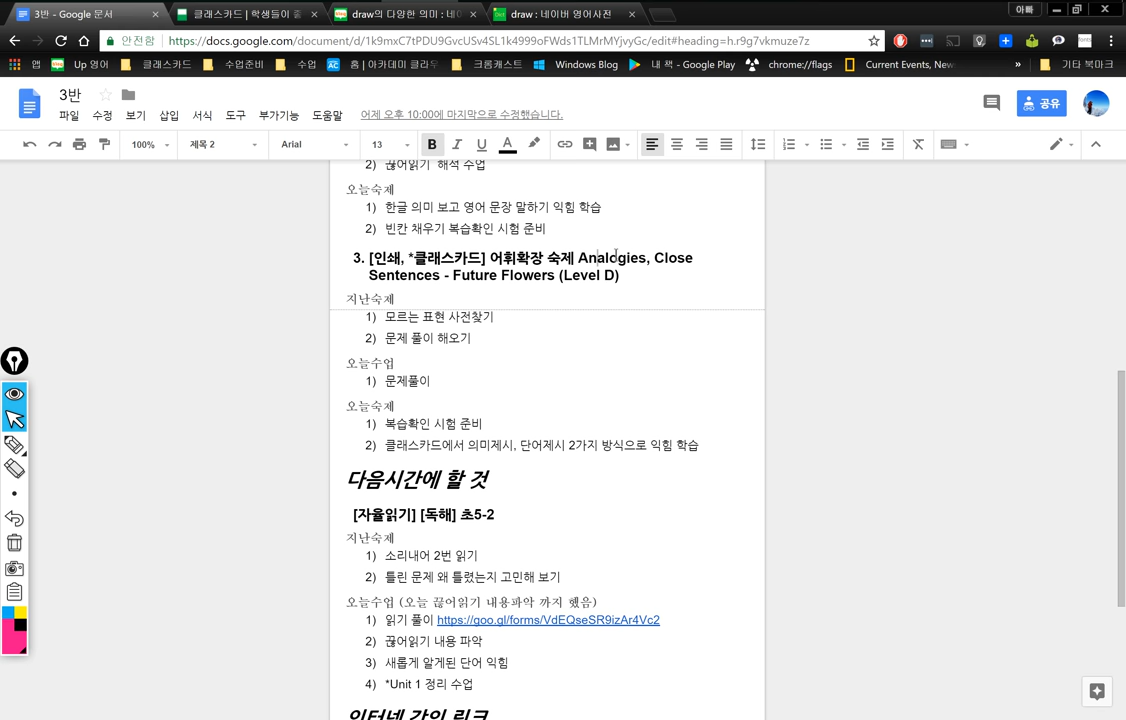 3반 - Google 문서
클래스카드 | 학생들이 좋
draw의 다양한 의미 : 네이
draw : 네이버 영어사전
아빠
안전함
https://docs.google.com/document/d/1k9mxC7tPDU9GvcUSv4SL1k4999oFWds1TLMrMYjvyGc/edit#heading=h.r9g7vkmuze7z
앱
Up 영어
클래스카드
수업준비
수업
홈 | 아카데미 클라우
크롬캐스트
Windows Blog
내 책 - Google Play
chrome://flags
Current Events, New
»
기타 북마크
3반
파일 수정 보기 삽입 서식 도구 부가기능 도움말 어제 오후 10:00에 마지막으로 수정했습니다.
공유
100% 제목 2 Arial 13 B I U A
2) 끊어읽기 해석 수업
오늘숙제
1) 한글 의미 보고 영어 문장 말하기 익힘 학습
2) 빈칸 채우기 복습확인 시험 준비
3. [인쇄, *클래스카드] 어휘확장 숙제 Analogies, Close
Sentences - Future Flowers (Level D)
지난숙제
1) 모르는 표현 사전찾기
2) 문제 풀이 해오기
오늘수업
1) 문제풀이
오늘숙제
1) 복습확인 시험 준비
2) 클래스카드에서 의미제시, 단어제시 2가지 방식으로 익힘 학습
다음시간에 할 것
[자율읽기] [독해] 초5-2
지난숙제
1) 소리내어 2번 읽기
2) 틀린 문제 왜 틀렸는지 고민해 보기
오늘수업 (오늘 끊어읽기 내용파악 까지 했음)
1) 읽기 풀이 https://goo.gl/forms/VdEQseSR9izAr4Vc2
2) 끊어읽기 내용 파악
3) 새롭게 알게된 단어 익힘
4) *Unit 1 정리 수업
인터넷 강의 링크